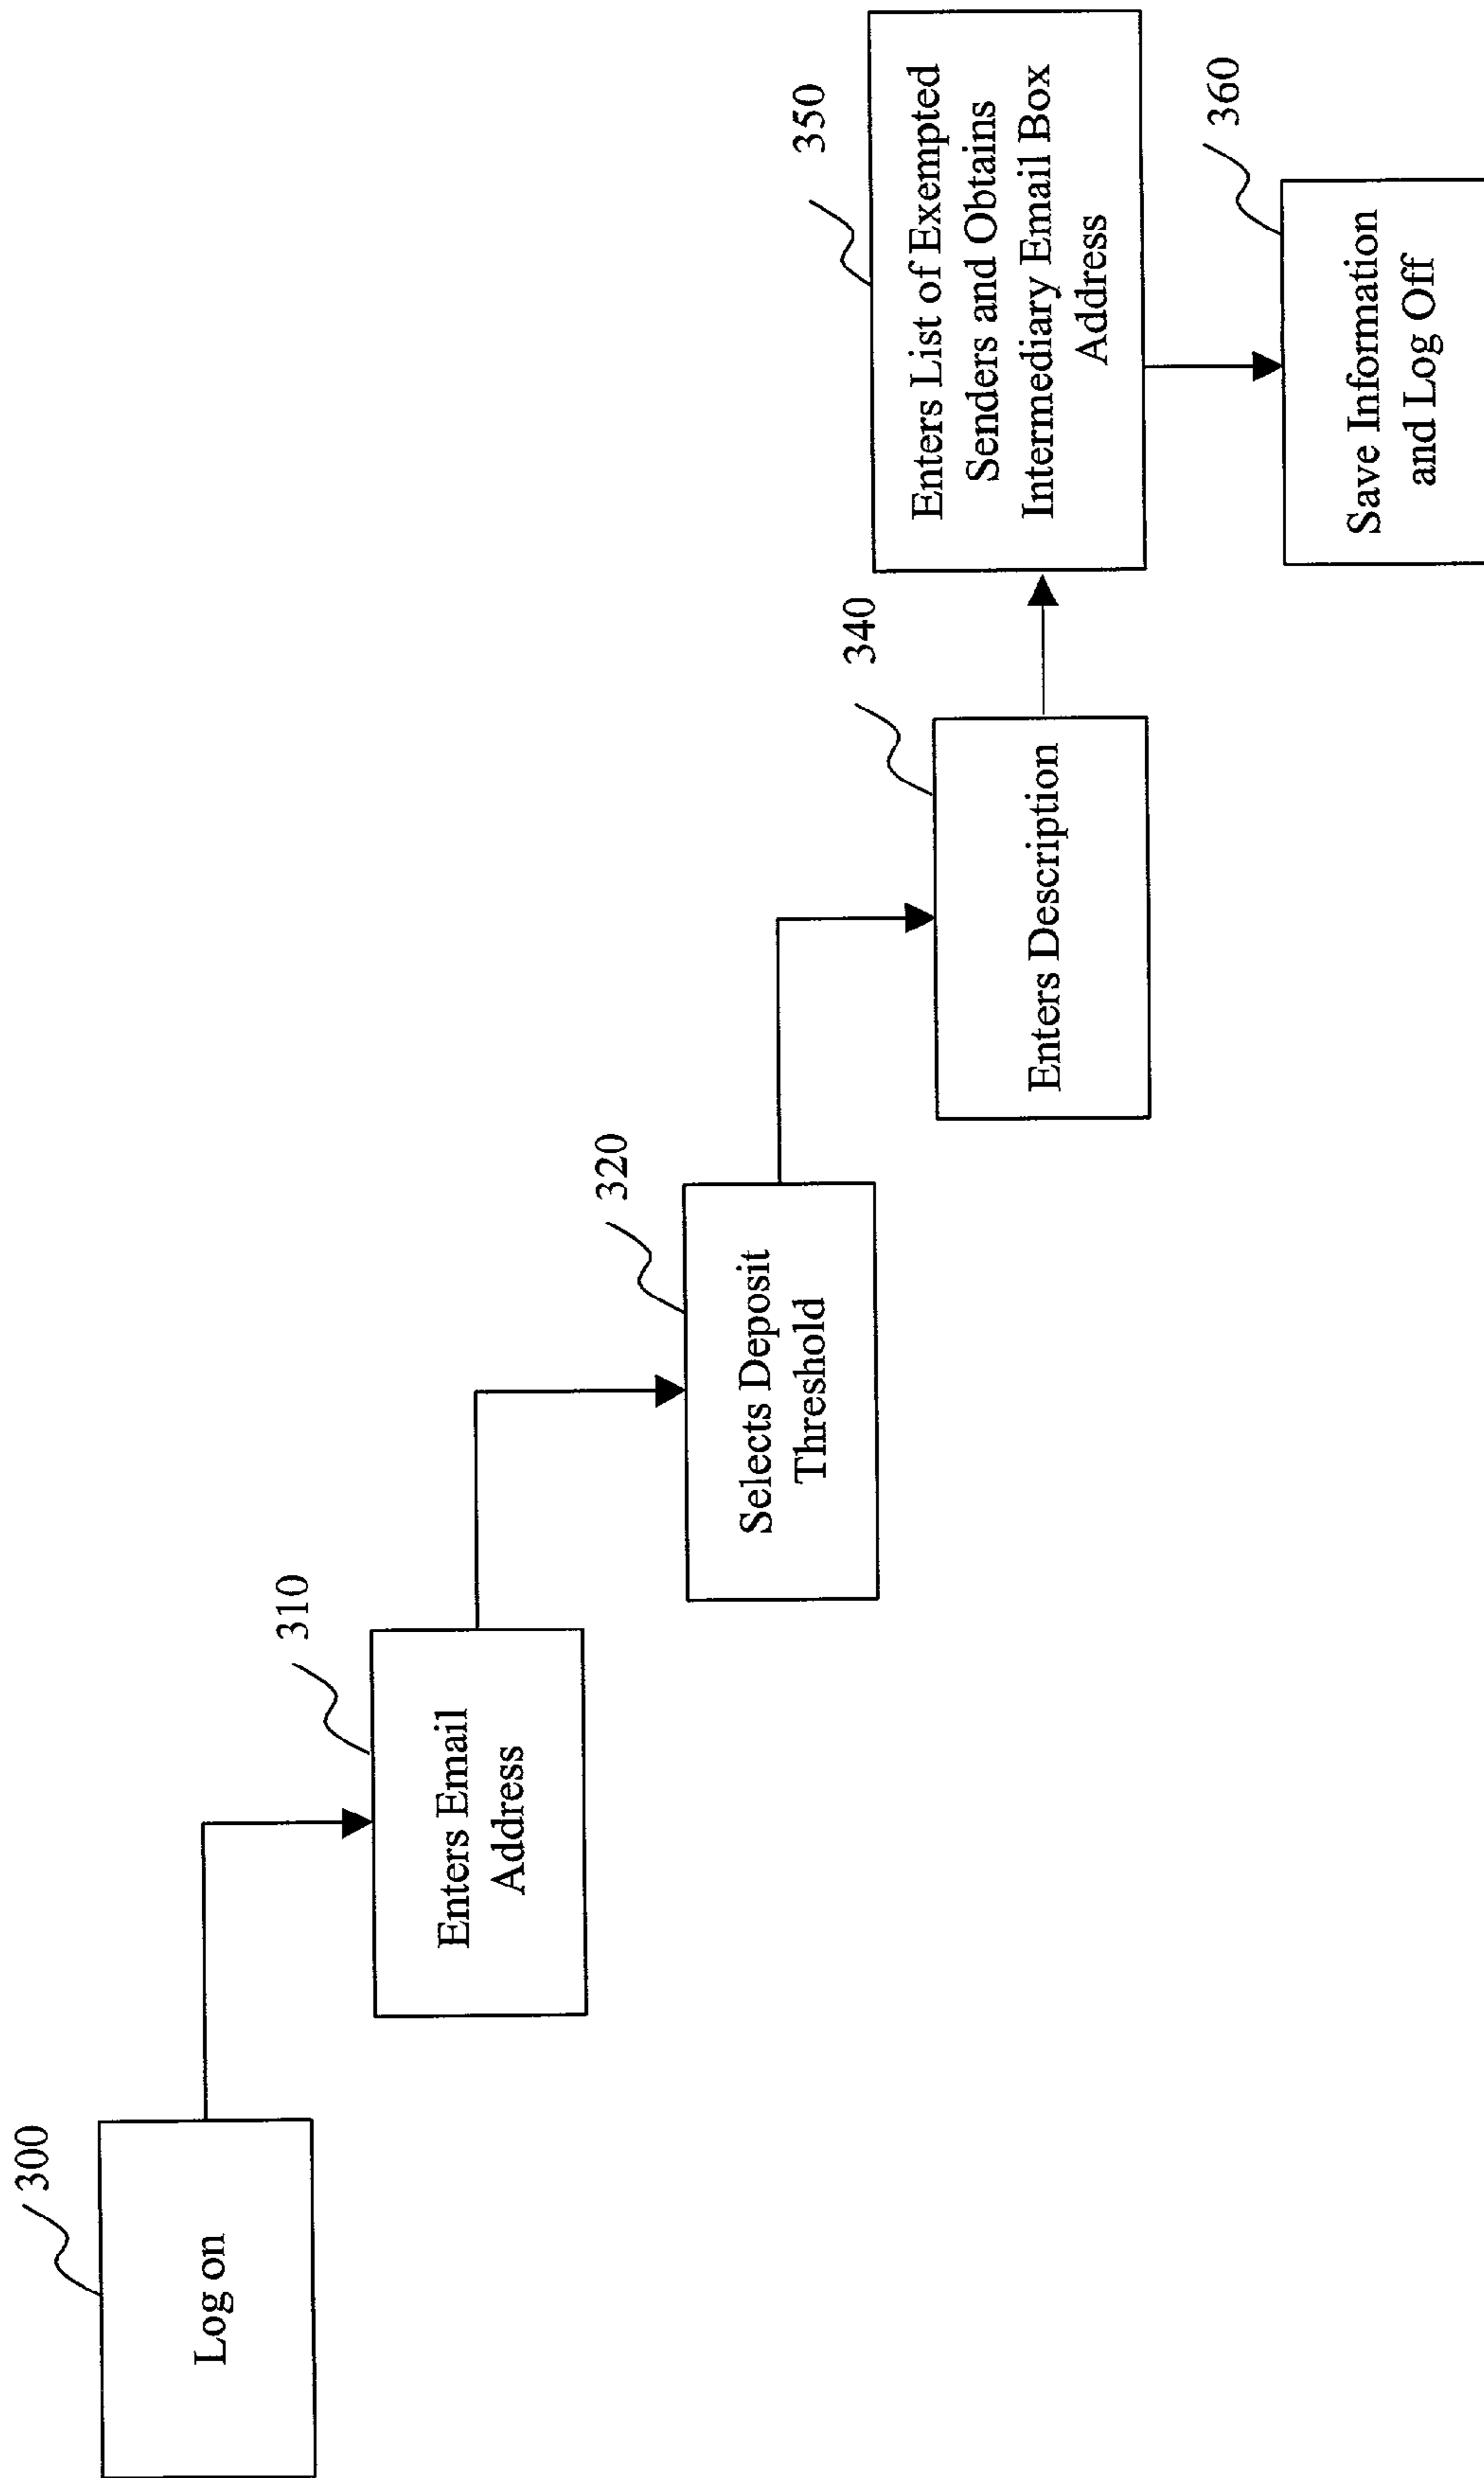 300
Log on
310
Enters Email
Address
320
Selects Deposit
Threshold
340
Enters Description
350
Enters List of Exempted
Senders and Obtains
Intermediary Email Box
Address
360
Save Information
and Log Off